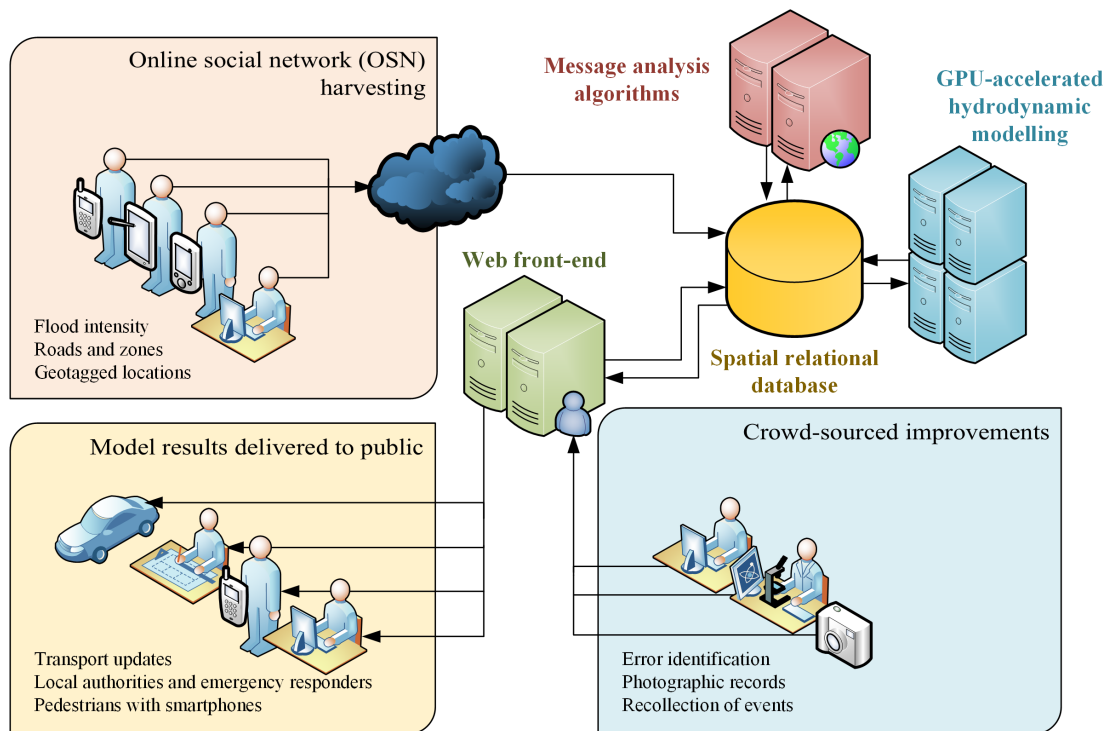 Online social network (OSN)
harvesting
Flood intensity
Roads and zones
Geotagged locations
Message analysis
algorithms
GPU-accelerated
hydrodynamic
modelling
Web front-end
Spatial relational
database
Model results delivered to public
Transport updates
Local authorities and emergency responders
Pedestrians with smartphones
Crowd-sourced improvements
Error identification
Photographic records
Recollection of events